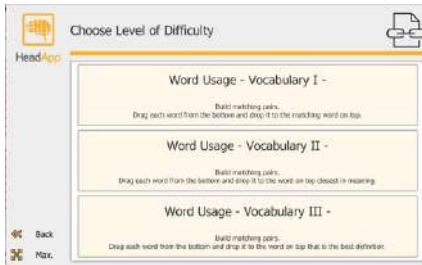 Choose Level of Difficulty
HeadApp
Word Usage - Vocabulary I -
Build matching pairs.
Drag each word from the bottom and drop it to the matching word on top.
Word Usage - Vocabulary II -
Build matching pairs.
Drag each word from the bottom and drop it to the word on top closest in meaning.
Word Usage - Vocabulary III -
Build matching pairs.
Drag each word from the bottom and drop it to the word on top that is the best definition.
Back
Max.